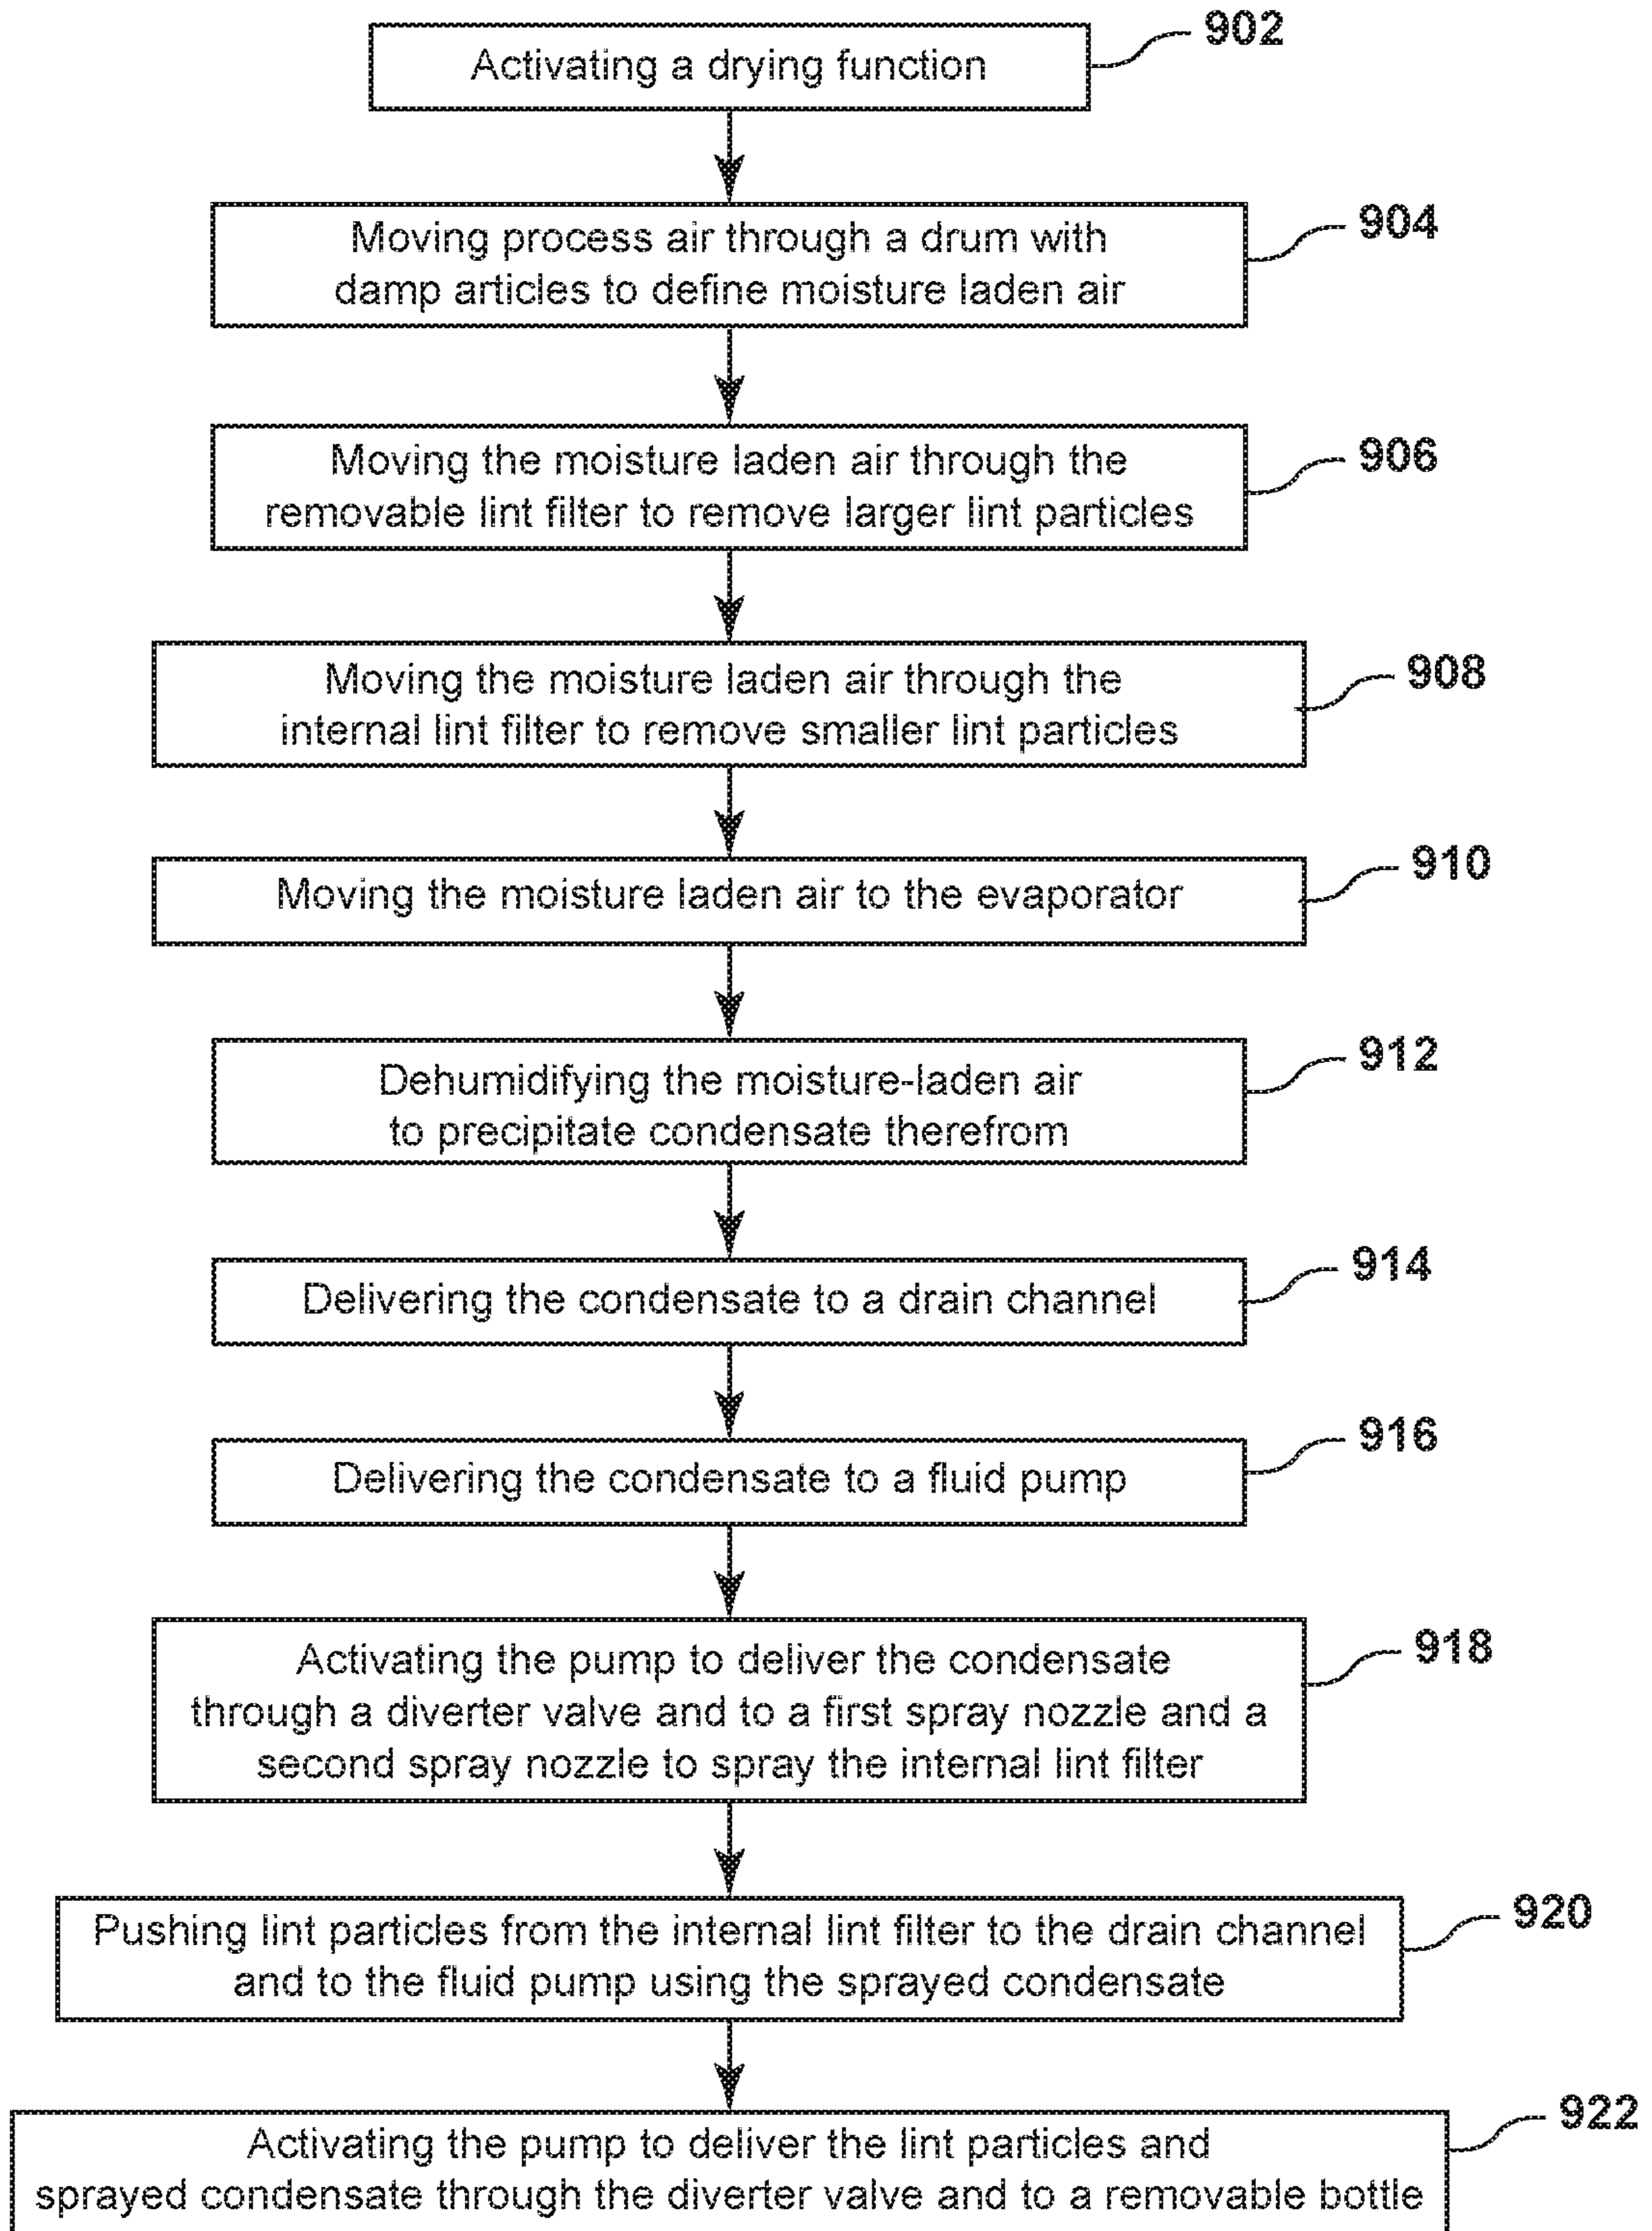 Activating a drying function
902
Moving process air through a drum with
damp articles to define moisture laden air
904
Moving the moisture laden air through the
removable lint filter to remove larger lint particles
906
Moving the moisture laden air through the
internal lint filter to remove smaller lint particles
908
Moving the moisture laden air to the evaporator
910
Dehumidifying the moisture-laden air
to precipitate condensate therefrom
912
Delivering the condensate to a drain channel
914
Delivering the condensate to a fluid pump
916
Activating the pump to deliver the condensate
through a diverter valve and to a first spray nozzle and a
second spray nozzle to spray the internal lint filter
918
Pushing lint particles from the internal lint filter to the drain channel
and to the fluid pump using the sprayed condensate
920
Activating the pump to deliver the lint particles and
sprayed condensate through the diverter valve and to a removable bottle
922